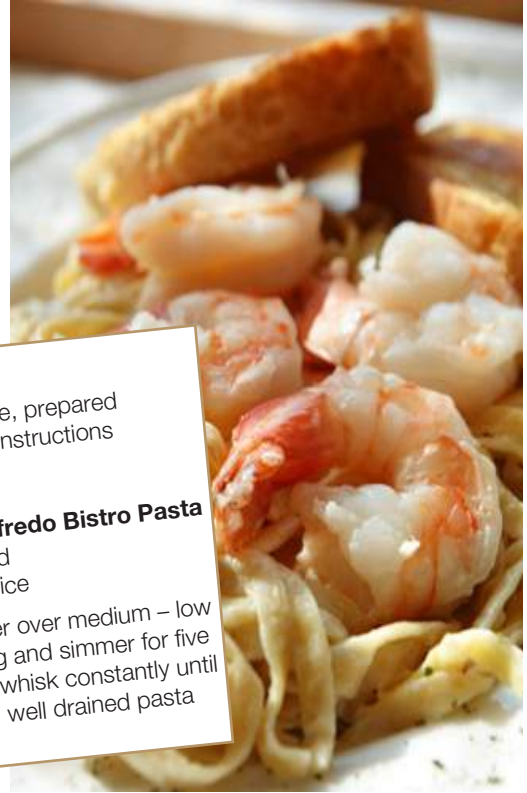 e, prepared
nstructions
fredo Bistro Pasta
d
ice
er over medium – low
g and simmer for five
whisk constantly until
well drained pasta